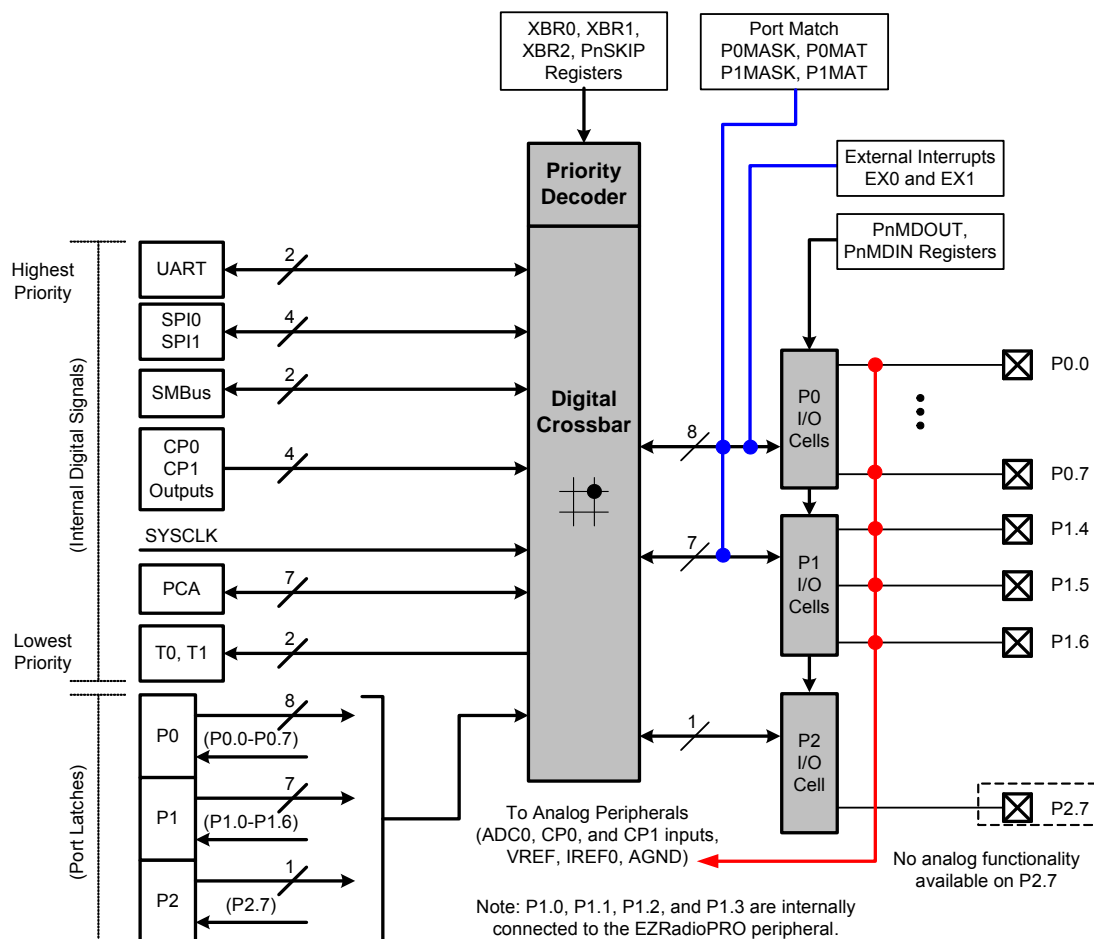 XBR0, XBR1,
XBR2, PnSKIP
Registers
Port Match
P0MASK, P0MAT
P1MASK, P1MAT
External Interrupts
EX0 and EX1
Priority
Decoder
PnMDOUT,
PnMDIN Registers
Highest
Priority
(Internal Digital Signals)
UART
2
SPI0
SPI1
4
SMBus
2
CP0
CP1
Outputs
4
SYSCLK
PCA
7
Lowest
Priority
T0, T1
2
Digital
Crossbar
8
7
1
P0
I/O
Cells
P1
I/O
Cells
P2
I/O
Cell
P0.0
P0.7
P1.4
P1.5
P1.6
P2.7
(Port Latches)
P0
8
(P0.0-P0.7)
P1
7
(P1.0-P1.6)
P2
1
(P2.7)
To Analog Peripherals
(ADC0, CP0, and CP1 inputs,
VREF, IREF0, AGND)
No analog functionality
available on P2.7
Note: P1.0, P1.1, P1.2, and P1.3 are internally
connected to the EZRadioPRO peripheral.